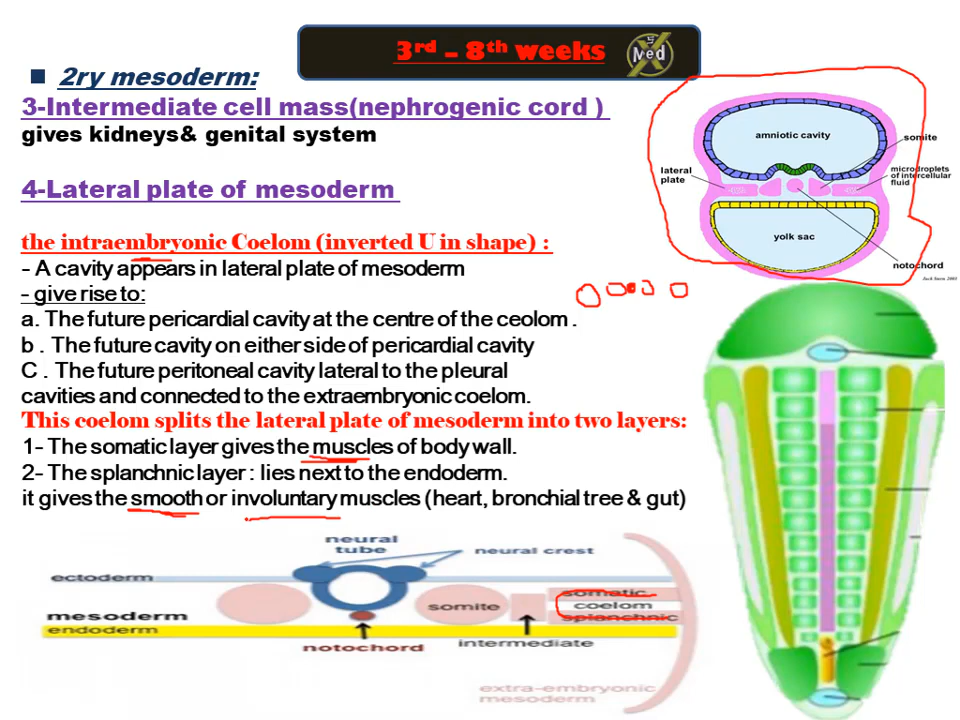 3rd – 8th weeks
Med
2ry mesoderm:
3-Intermediate cell mass(nephrogenic cord )
gives kidneys& genital system
4-Lateral plate of mesoderm
the intraembryonic Coelom (inverted U in shape) :
- A cavity appears in lateral plate of mesoderm
- give rise to:
a. The future pericardial cavity at the centre of the ceolom .
b . The future cavity on either side of pericardial cavity
C . The future peritoneal cavity lateral to the pleural
cavities and connected to the extraembryonic coelom.
This coelom splits the lateral plate of mesoderm into two layers:
1- The somatic layer gives the muscles of body wall.
2- The splanchnic layer : lies next to the endoderm.
it gives the smooth or involuntary muscles (heart, bronchial tree & gut)
amniotic cavity
somite
lateral
plate
microdroplets
of intercellular
fluid
yolk sac
notochord
Jack Stern 2003
neural
tube
neural crest
ectoderm
somatic
mesoderm
somite
coelom
splanchnic
endoderm
notochord
intermediate
extra-embryonic
mesoderm